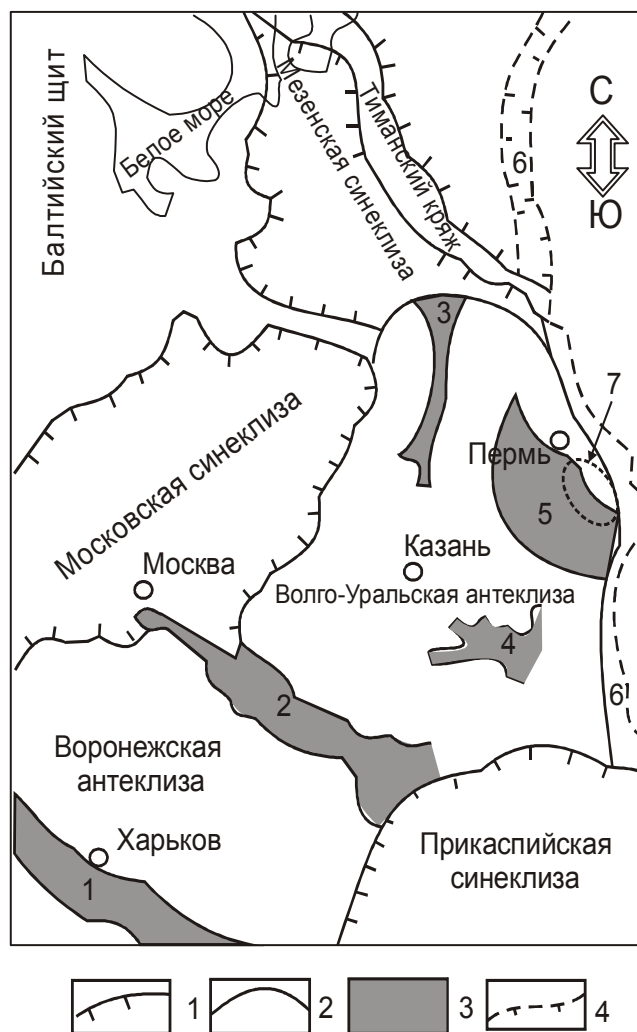 Балтийский щит
Белое море
Мезенская синеклиза
Тиманский кряж
6
С
Ю
3
7
Пермь
5
Московская синеклиза
Москва
Казань
Волго-Уральская антеклиза
4
2
6
Воронежская
антеклиза
Харьков
1
Прикаспийская
синеклиза
1
2
3
4